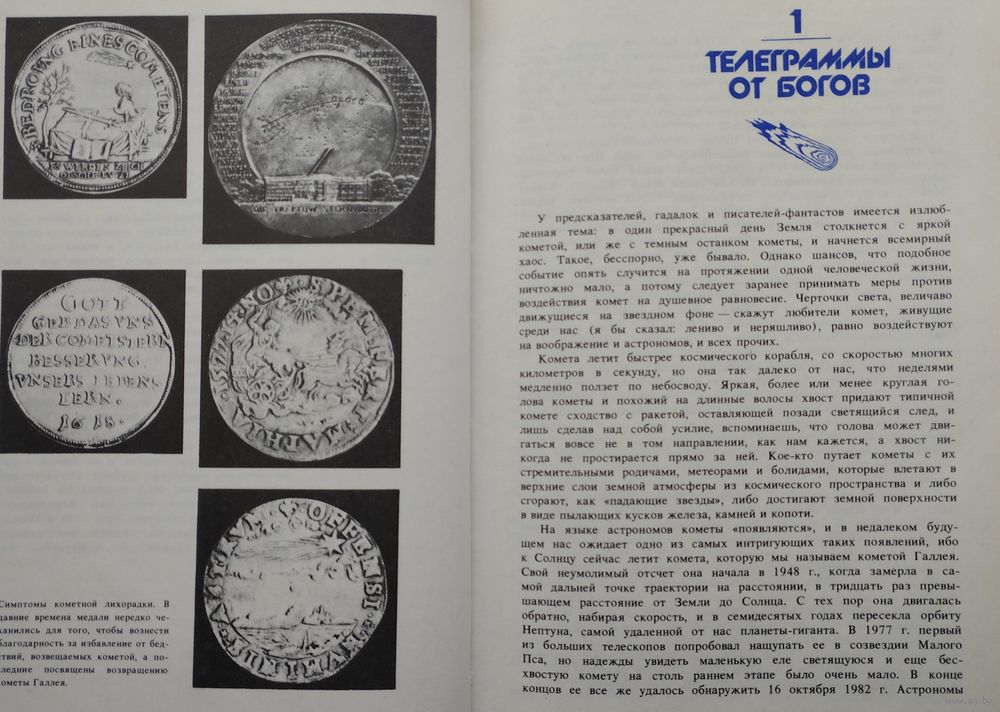 BEDROVNG EINES COMETENS
GOTT
GEB DAS VNS
DER COMETSTERN
BESSERVNG
VNSERS LEBENS
LERN.
1618.
Симптомы кометной лихорадки. В
давние времена медали нередко че-
канились для того, чтобы вознести
благодарность за избавление от бед-
ствий, возвещаемых кометой, а по-
следние посвящены возвращению
кометы Галлея.
1
ТЕЛЕГРАММЫ
ОТ БОГОВ
У предсказателей, гадалок и писателей-фантастов имеется излюб-
ленная тема: в один прекрасный день Земля столкнется с яркой
кометой, или же с темным останком кометы, и начнется всемирный
хаос. Такое, бесспорно, уже бывало. Однако шансов, что подобное
событие опять случится на протяжении одной человеческой жизни,
ничтожно мало, а потому следует заранее принимать меры против
воздействия комет на душевное равновесие. Черточки света, величаво
движущиеся на звездном фоне — скажут любители комет, живущие
среди нас (я бы сказал: лениво и неряшливо), равно воздействуют
на воображение и астрономов, и всех прочих.
Комета летит быстрее космического корабля, со скоростью многих
километров в секунду, но она так далеко от нас, что неделями
медленно ползет по небосводу. Яркая, более или менее круглая го-
лова кометы и похожий на длинные волосы хвост придают типичной
комете сходство с ракетой, оставляющей позади светящийся след, и
лишь сделав над собой усилие, вспоминаешь, что голова может дви-
гаться вовсе не в том направлении, как нам кажется, а хвост ни-
когда не простирается прямо за ней. Кое-кто путает кометы с их
стремительными родичами, метеорами и болидами, которые влетают в
верхние слои земной атмосферы из космического пространства и либо
сгорают, как «падающие звезды», либо достигают земной поверхности
в виде пылающих кусков железа, камней и копоти.
На языке астрономов кометы «появляются», и в недалеком буду-
щем нас ожидает одно из самых интригующих таких появлений, ибо
к Солнцу сейчас летит комета, которую мы называем кометой Галлея.
Свой неумолимый отсчет она начала в 1948 г., когда замерла в са-
мой дальней точке траектории на расстоянии, в тридцать раз превы-
шающем расстояние от Земли до Солнца. С тех пор она двигалась
обратно, набирая скорость, и в семидесятых годах пересекла орбиту
Нептуна, самой удаленной от нас планеты-гиганта. В 1977 г. первый
из больших телескопов попробовал нащупать ее в созвездии Малого
Пса, но надежды увидеть маленькую еле светящуюся и еще бес-
хвостую комету на столь раннем этапе было очень мало. В конце
концов ее все же удалось обнаружить 16 октября 1982 г. Астрономы